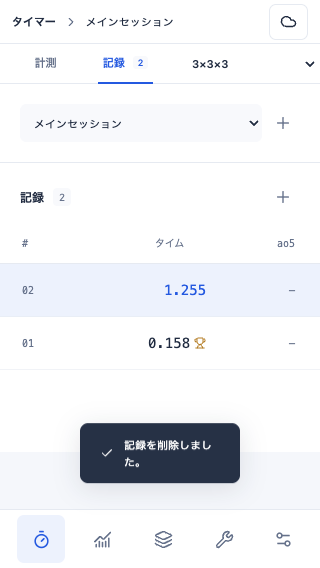 タイマー > メインセッション
計測 記録 2 3×3×3
メインセッション
記録 2
# タイム ao5
02 1.255 –
01 0.158 –
記録を削除しまし
た。